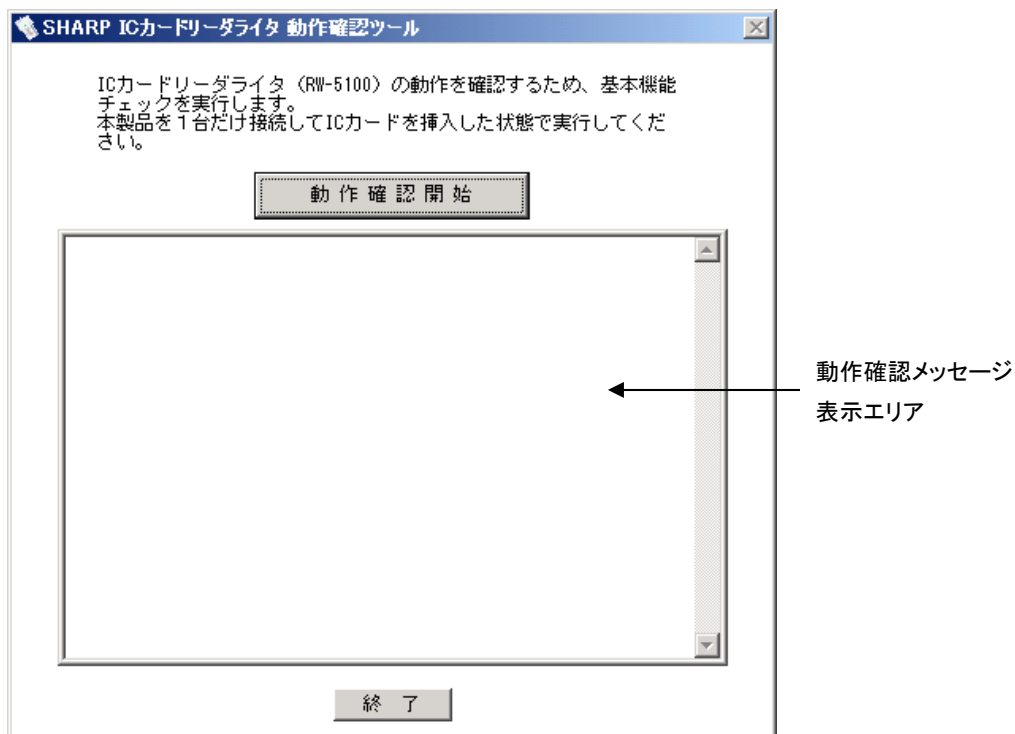 SHARP ICカードリーダライタ 動作確認ツール
ICカードリーダライタ（RW-5100）の動作を確認するため、基本機能
チェックを実行します。
本製品を１台だけ接続してICカードを挿入した状態で実行してくだ
さい。
動 作 確 認 開 始
動作確認メッセージ
表示エリア
終 了